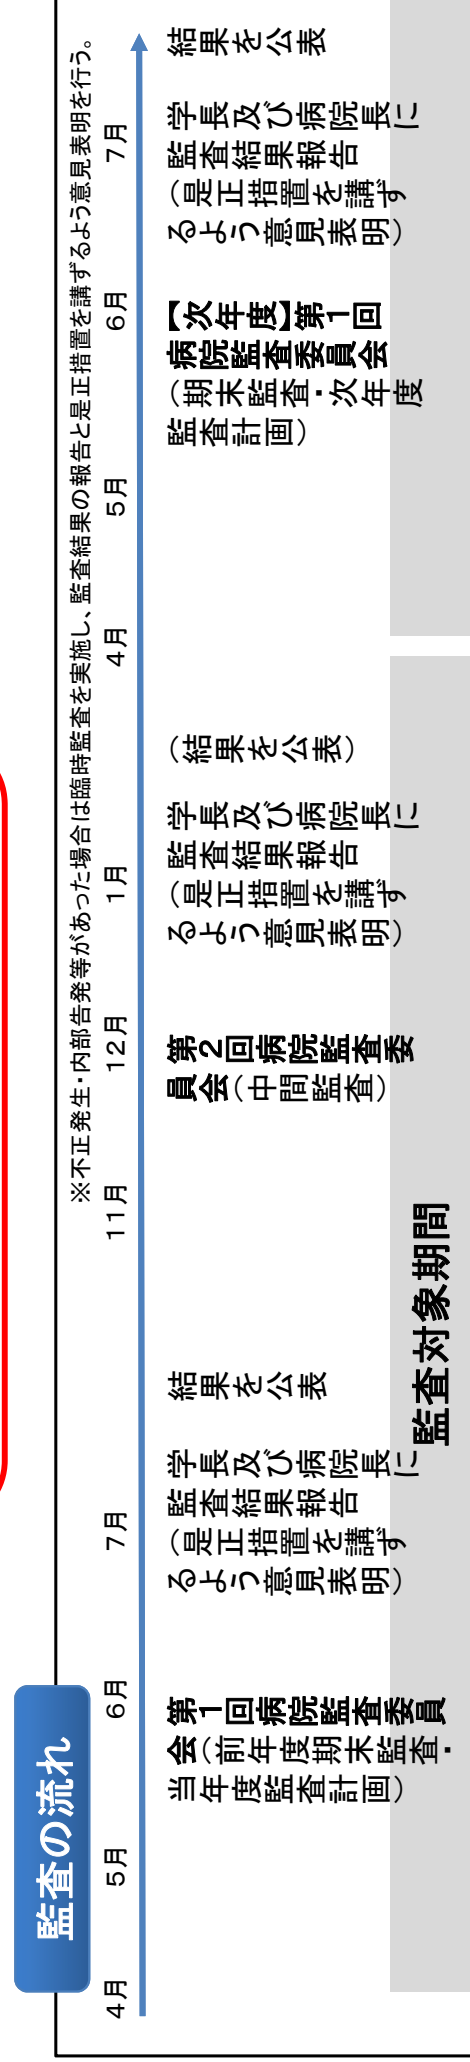 監査の流れ
※不正発生・内部告発等があった場合は臨時監査を実施し、監査結果の報告と是正措置を講ずるよう意見表明を行う。
4月
5月
6月
7月
11月
12月
1月
4月
5月
6月
7月
第1回病院監査委員
会（前年度期末監査・
当年度監査計画）
学長及び病院長に
監査結果報告
（是正措置を講ず
るよう意見表明）
結果を公表
第2回病院監査委
員会（中間監査）
学長及び病院長に
監査結果報告
（是正措置を講ず
るよう意見表明）
（結果を公表）
【次年度】第1回
病院監査委員会
（期末監査・次年度
監査計画）
学長及び病院長に
監査結果報告
（是正措置を講ず
るよう意見表明）
結果を公表
監査対象期間